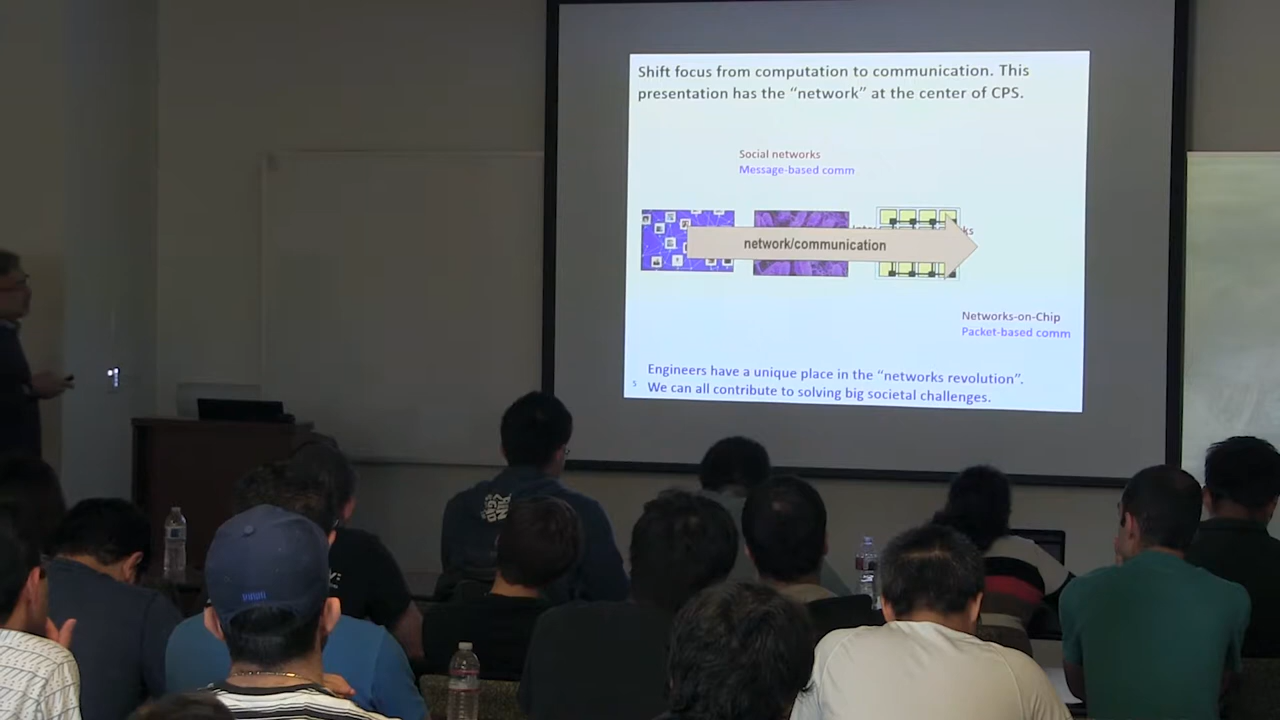 Shift focus from computation to communication. This
presentation has the “network” at the center of CPS.
Social networks
Message-based comm
network/communication
Networks-on-Chip
Packet-based comm
Engineers have a unique place in the “networks revolution”.
We can all contribute to solving big societal challenges.
5